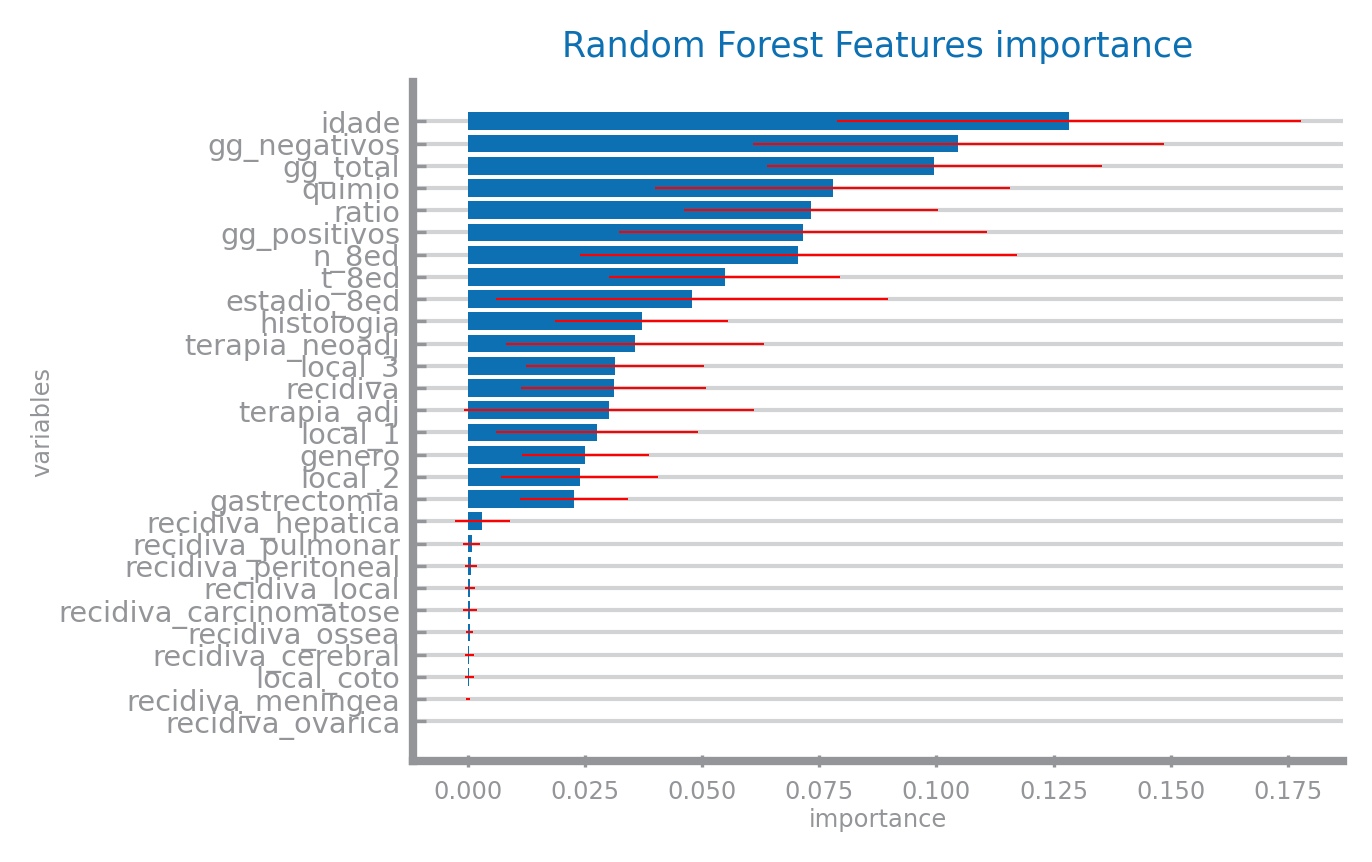 Random Forest Features importance
idade
gg_negativos
gg_total
quimio
ratio
gg_positivos
n_8ed
t_8ed
estadio_8ed
histologia
terapia_neoadj
local_3
recidiva
terapia_adj
local_1
genero
local_2
gastrectomia
recidiva_hepatica
recidiva_pulmonar
recidiva_peritoneal
recidiva_local
recidiva_carcinomatose
recidiva_ossea
recidiva_cerebral
local_coto
recidiva_meningea
recidiva_ovarica
variables
0.000 0.025 0.050 0.075 0.100 0.125 0.150 0.175
importance